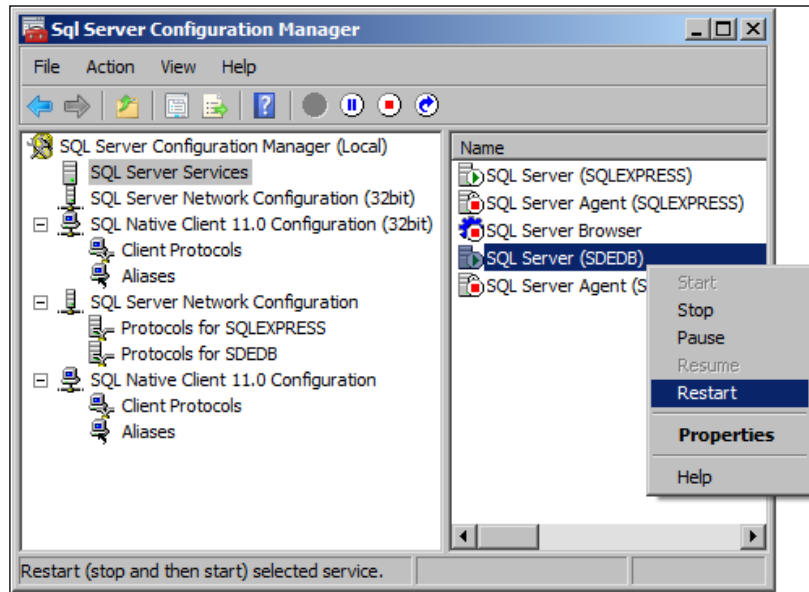 Sql Server Configuration Manager
File Action View Help
SQL Server Configuration Manager (Local)
SQL Server Services
SQL Server Network Configuration (32bit)
SQL Native Client 11.0 Configuration (32bit)
Client Protocols
Aliases
SQL Server Network Configuration
Protocols for SQLEXPRESS
Protocols for SDEDB
SQL Native Client 11.0 Configuration
Client Protocols
Aliases
Name
SQL Server (SQLEXPRESS)
SQL Server Agent (SQLEXPRESS)
SQL Server Browser
SQL Server (SDEDB)
SQL Server Agent (S
Start
Stop
Pause
Resume
Restart
Properties
Help
Restart (stop and then start) selected service.